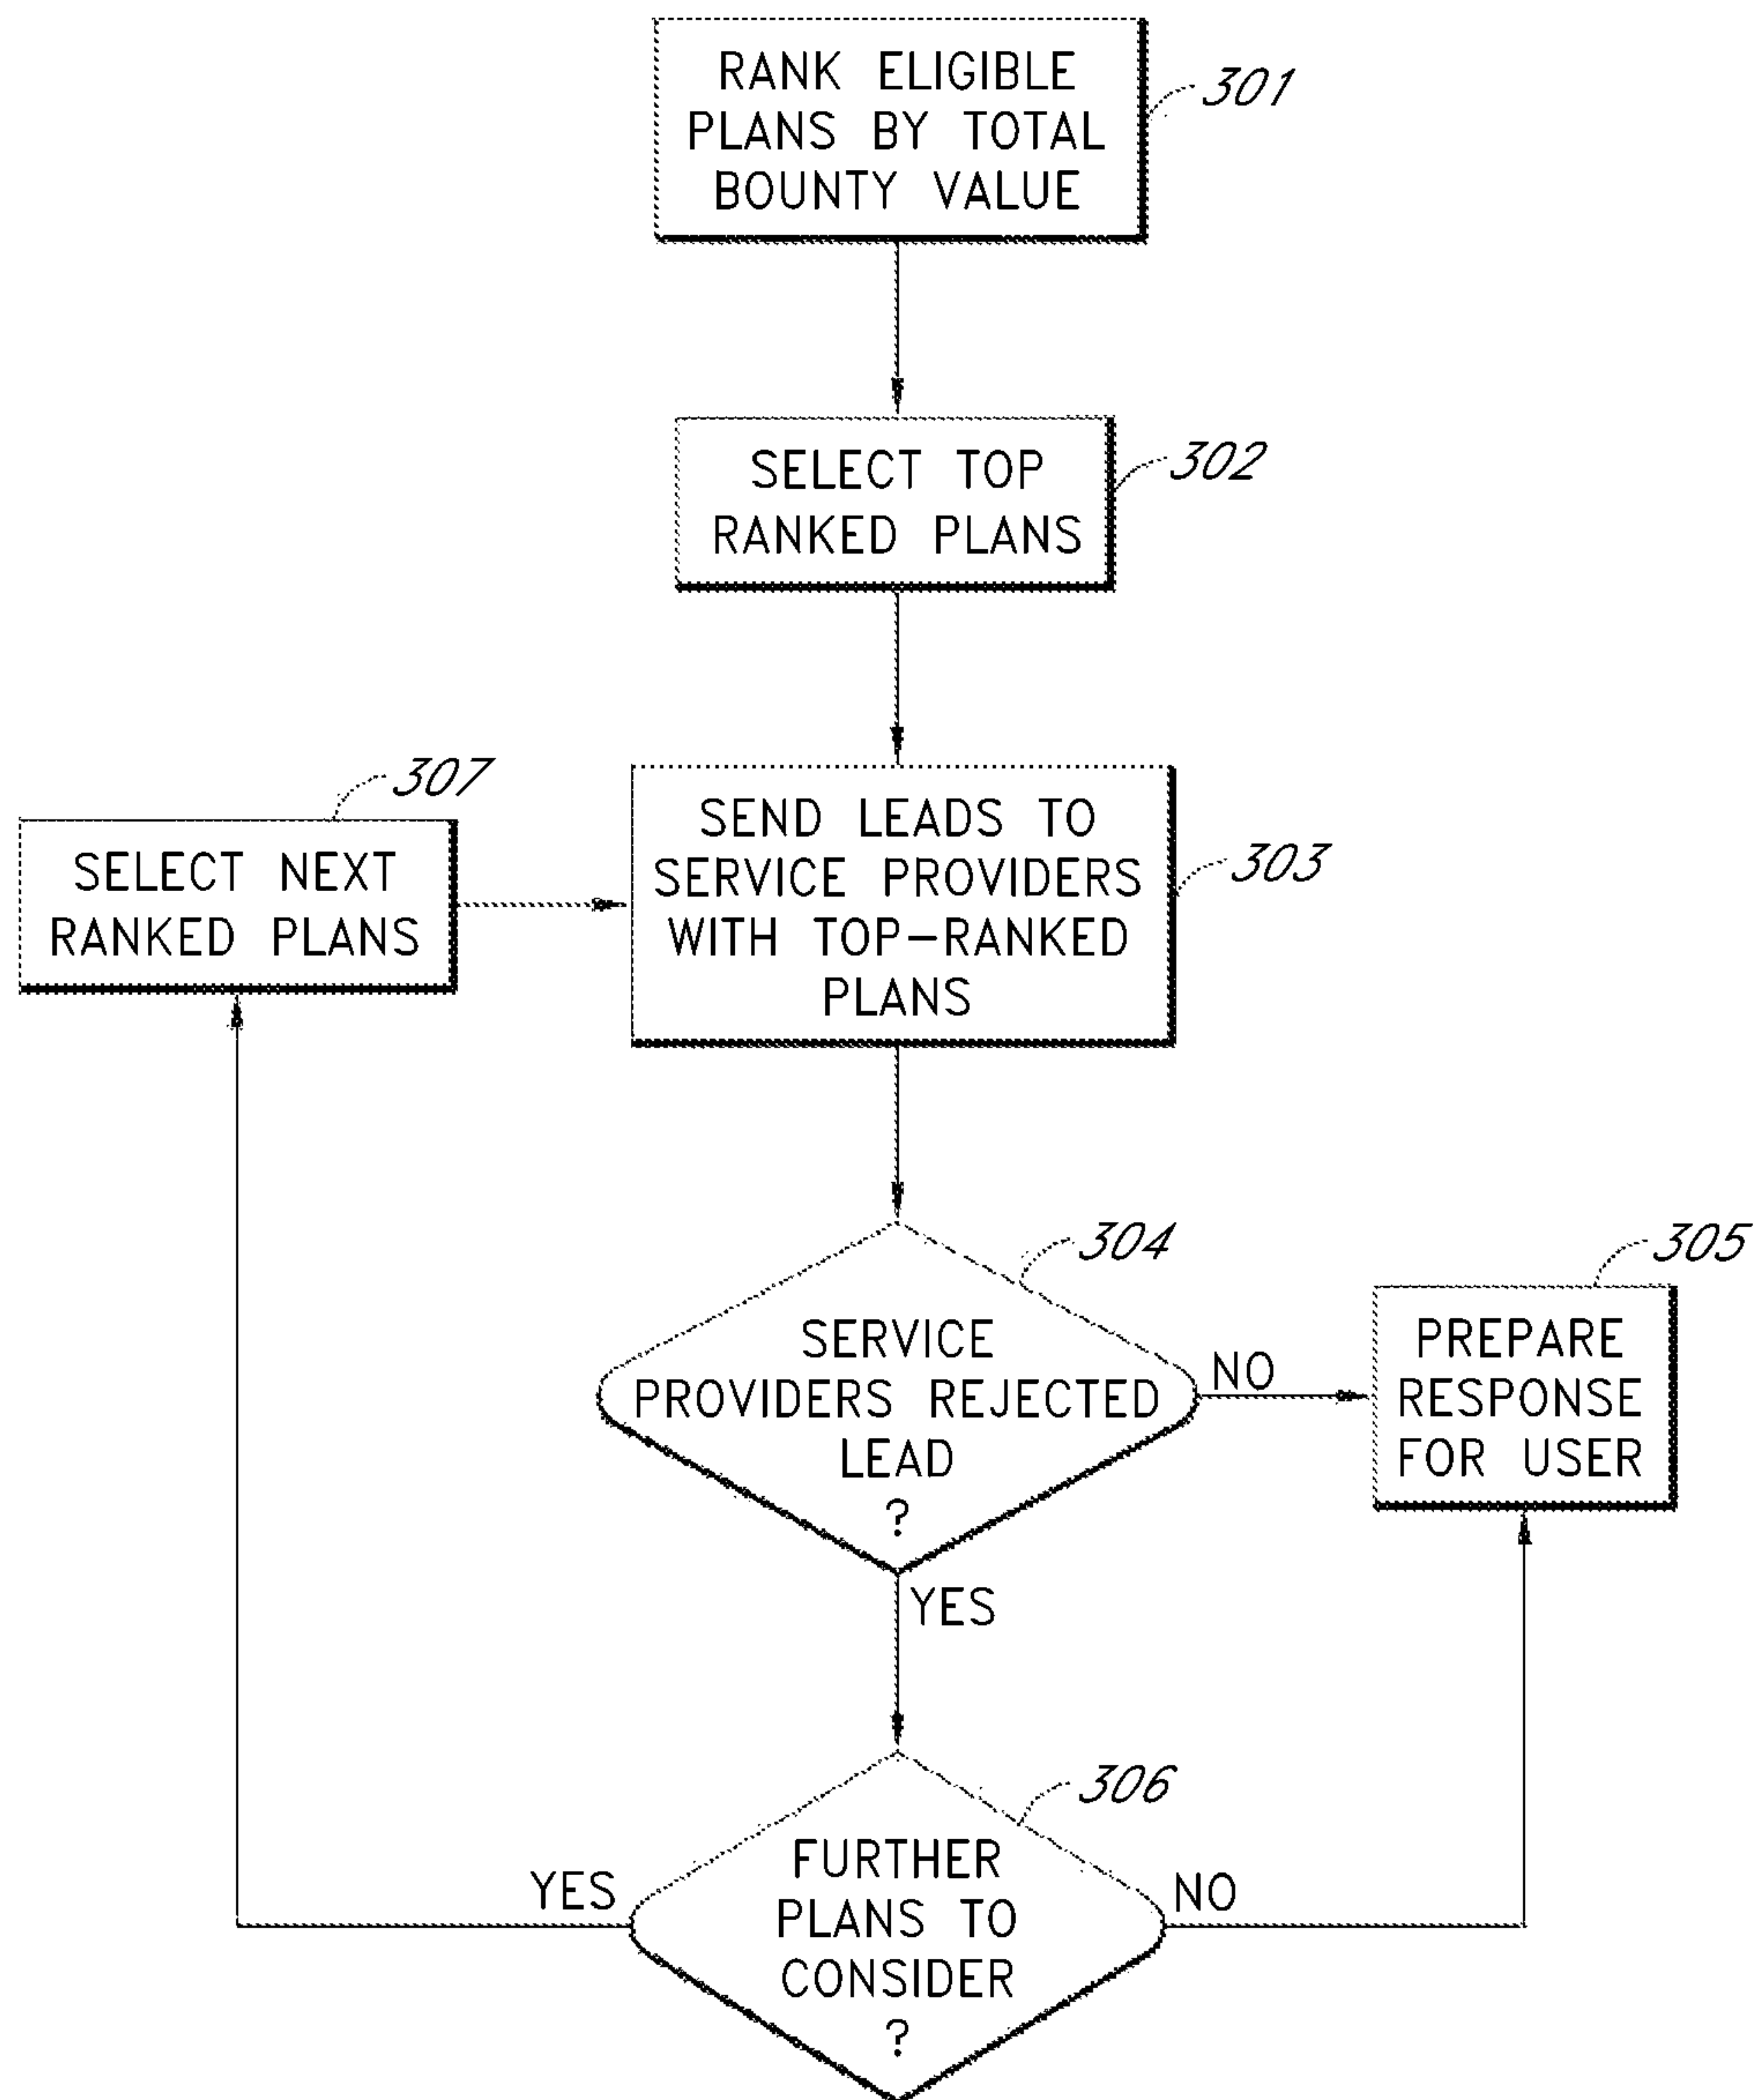 RANK ELIGIBLE
PLANS BY TOTAL
BOUNTY VALUE
301
SELECT TOP
RANKED PLANS
302
307
SELECT NEXT
RANKED PLANS
SEND LEADS TO
SERVICE PROVIDERS
WITH TOP-RANKED
PLANS
303
304
SERVICE
PROVIDERS REJECTED
LEAD
?
NO
305
PREPARE
RESPONSE
FOR USER
YES
306
FURTHER
PLANS TO
CONSIDER
?
YES
NO